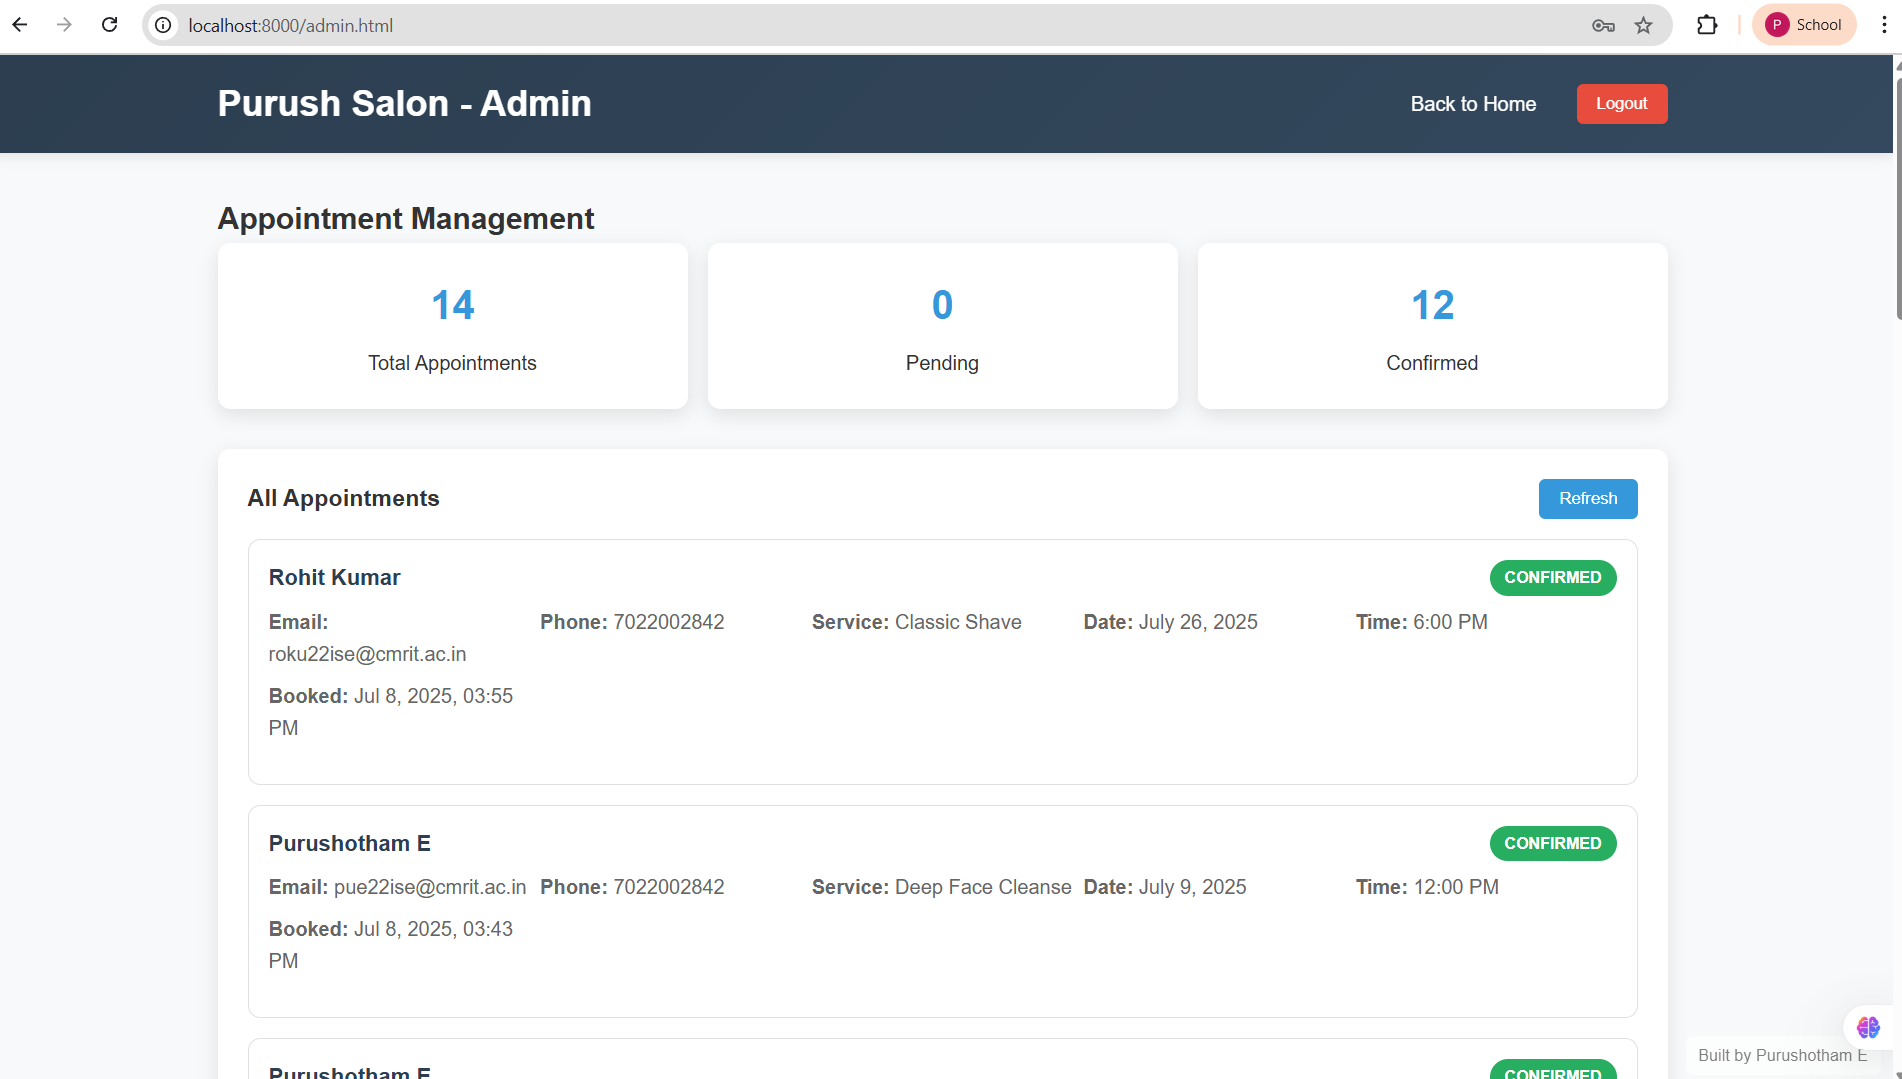 localhost:8000/admin.html
P School
Purush Salon - Admin
Back to Home
Logout
Appointment Management
14
Total Appointments
0
Pending
12
Confirmed
All Appointments
Refresh
Rohit Kumar
CONFIRMED
Email:
roku22ise@cmrit.ac.in
Phone: 7022002842
Service: Classic Shave
Date: July 26, 2025
Time: 6:00 PM
Booked: Jul 8, 2025, 03:55
PM
Purushotham E
CONFIRMED
Email: pue22ise@cmrit.ac.in
Phone: 7022002842
Service: Deep Face Cleanse
Date: July 9, 2025
Time: 12:00 PM
Booked: Jul 8, 2025, 03:43
PM
Purushotham E
CONFIRMED
Built by Purushotham E